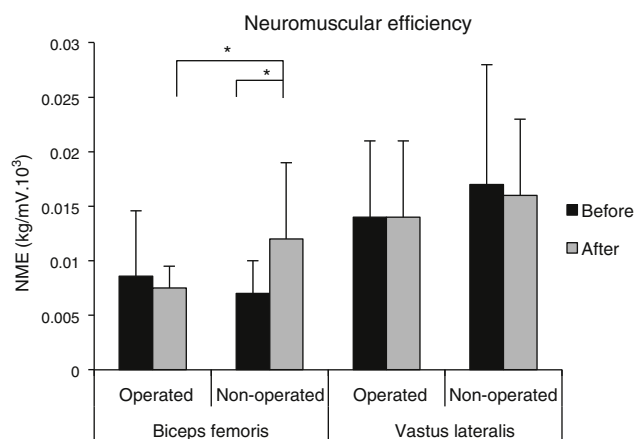 Neuromuscular efficiency
0.03
0.025
0.02
0.015
0.01
0.005
0
NME (kg/mV.10³)
*
*
Before
After
Operated Non-operated Operated Non-operated
Biceps femoris Vastus lateralis